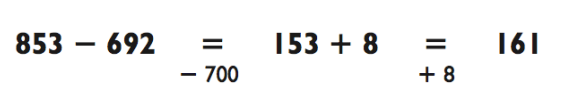 853 − 692 = 153 + 8 = 161
− 700 + 8